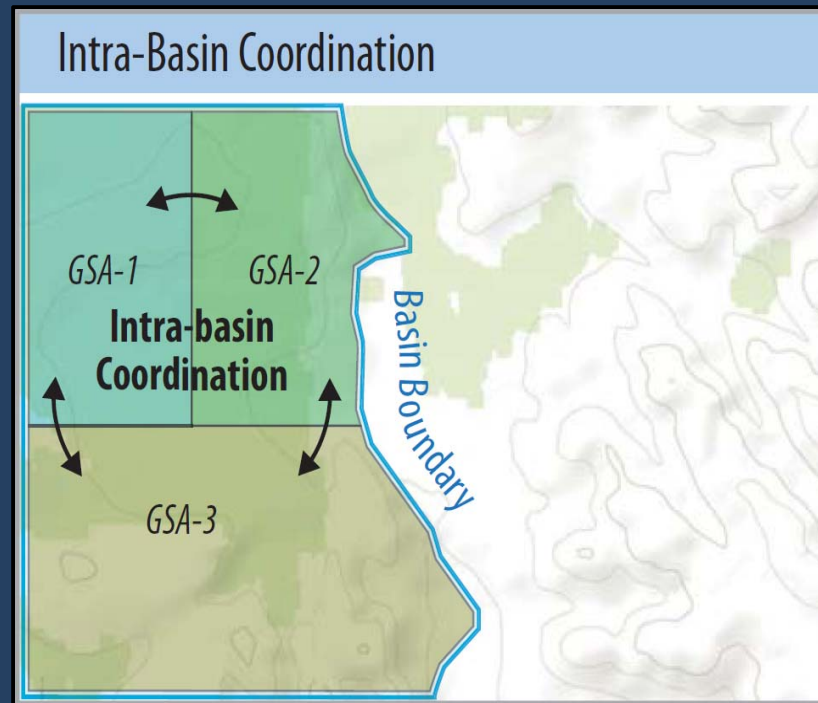 Intra-Basin Coordination
GSA-1
GSA-2
Intra-basin
Coordination
Basin Boundary
GSA-3